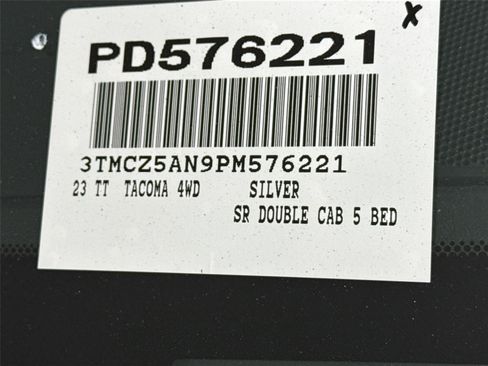 X
PD576221
3TMCZ5AN9PM576221
23 TT TACOMA 4WD SILVER
SR DOUBLE CAB 5 BED